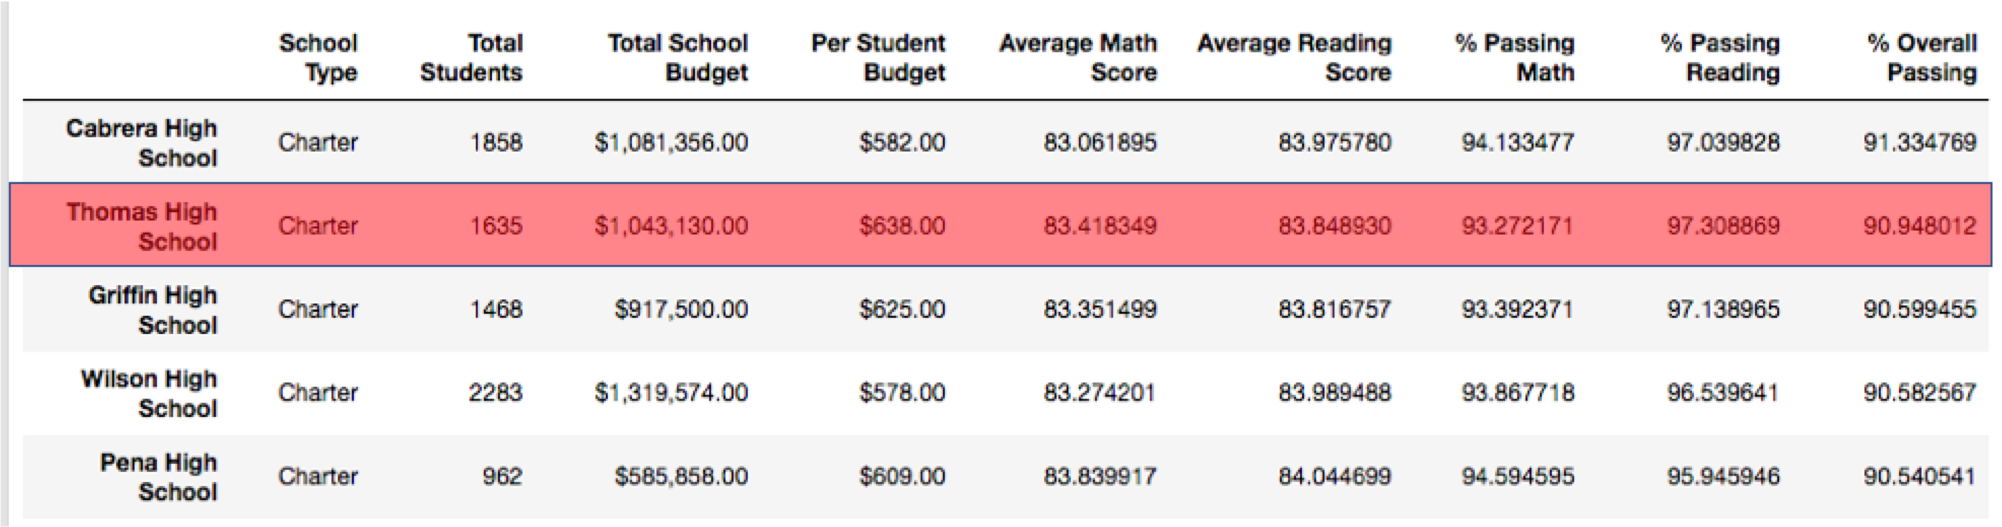 School Type Total Students Total School Budget Per Student Budget Average Math Score Average Reading Score % Passing Math % Passing Reading % Overall Passing
Cabrera High School Charter 1858 $1,081,356.00 $582.00 83.061895 83.975780 94.133477 97.039828 91.334769
Thomas High School Charter 1635 $1,043,130.00 $638.00 83.418349 83.848930 93.272171 97.308869 90.948012
Griffin High School Charter 1468 $917,500.00 $625.00 83.351499 83.816757 93.392371 97.138965 90.599455
Wilson High School Charter 2283 $1,319,574.00 $578.00 83.274201 83.989488 93.867718 96.539641 90.582567
Pena High School Charter 962 $585,858.00 $609.00 83.839917 84.044699 94.594595 95.945946 90.540541